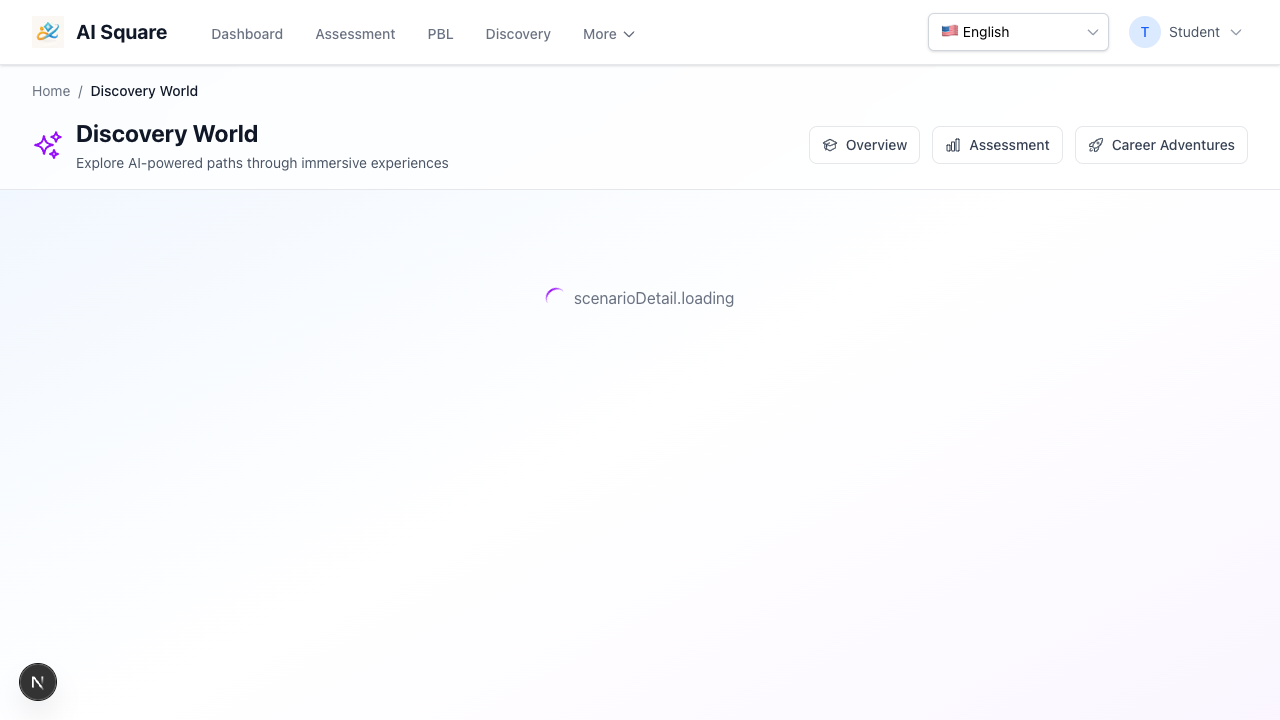 AI Square
Dashboard
Assessment
PBL
Discovery
More
English
T
Student
Home / Discovery World
Discovery World
Explore AI-powered paths through immersive experiences
Overview
Assessment
Career Adventures
scenarioDetail.loading
N